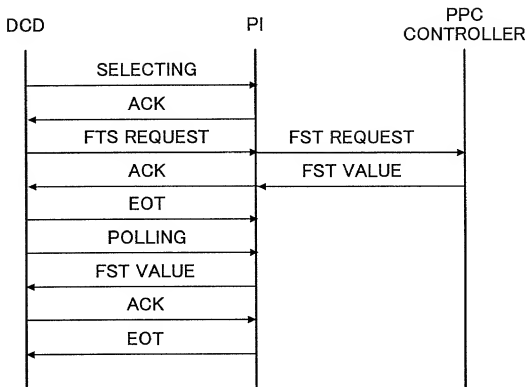 DCD
PI
PPC
CONTROLLER
SELECTING
ACK
FTS REQUEST
FST REQUEST
ACK
FST VALUE
EOT
POLLING
FST VALUE
ACK
EOT